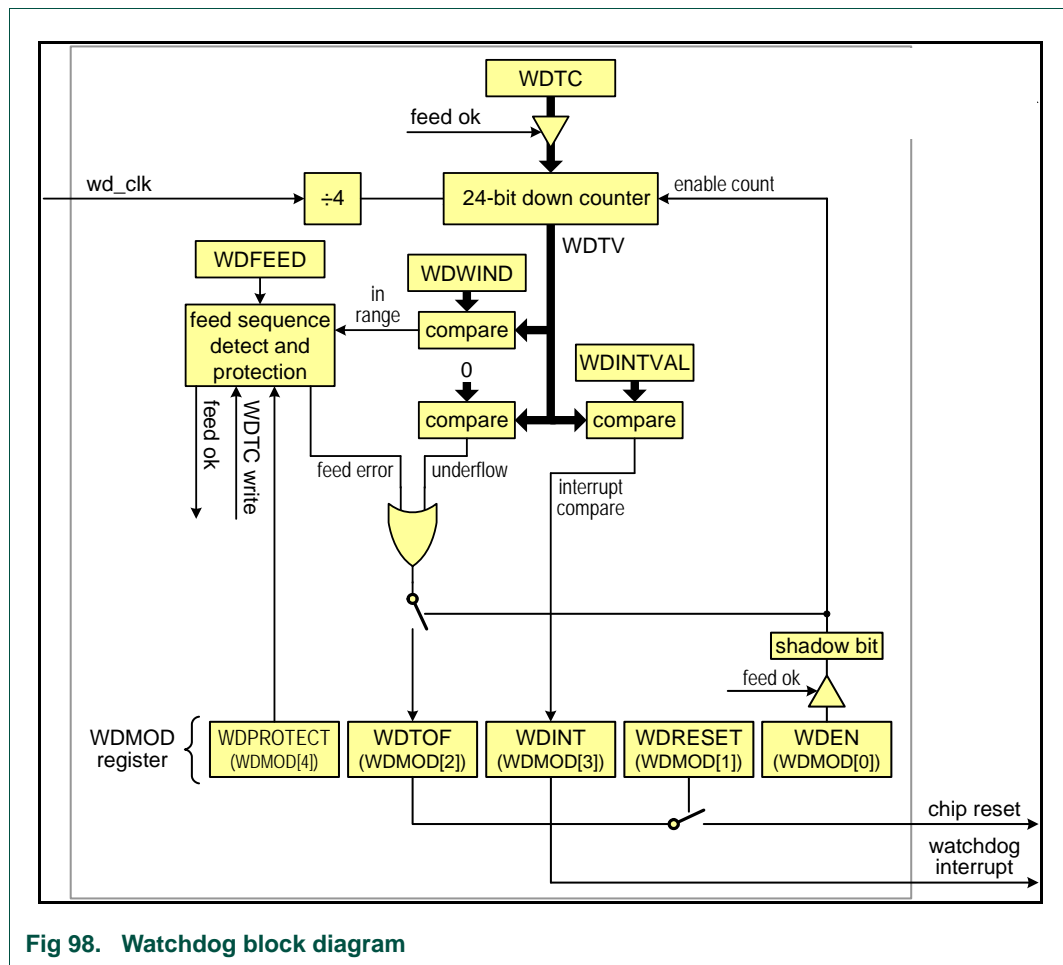 WDTC
feed ok
wd_clk
÷4
24-bit down counter
enable count
WDTV
WDFEED
WDWIND
feed sequence
detect and
protection
in
range
compare
WDINTVAL
0
compare
compare
feed ok
WDTC write
feed error
underflow
interrupt
compare
shadow bit
feed ok
WDMOD
register
WDPROTECT
(WDMOD[4])
WDTOF
(WDMOD[2])
WDINT
(WDMOD[3])
WDRESET
(WDMOD[1])
WDEN
(WDMOD[0])
chip reset
watchdog
interrupt
Fig 98. Watchdog block diagram